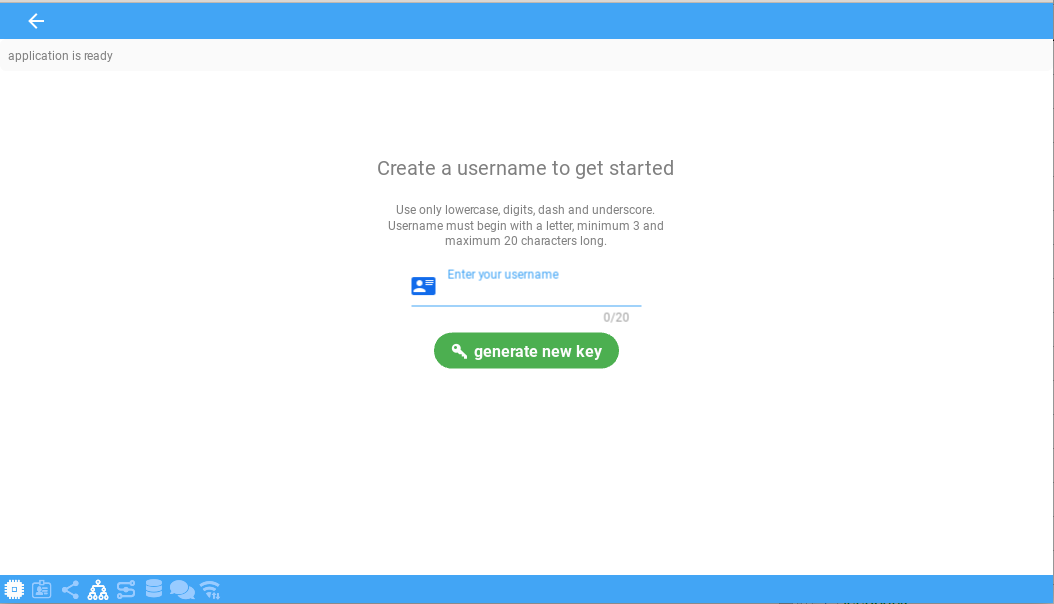 application is ready
Create a username to get started
Use only lowercase, digits, dash and underscore.
Username must begin with a letter, minimum 3 and
maximum 20 characters long.
Enter your username
0/20
generate new key